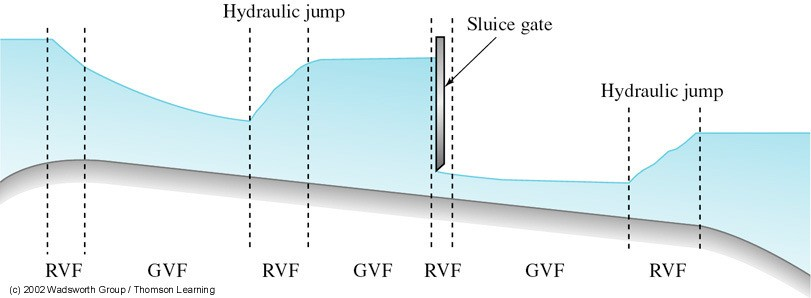 Hydraulic jump
Sluice gate
Hydraulic jump
RVF GVF RVF GVF RVF GVF RVF
(c) 2002 Wadsworth Group / Thomson Learning